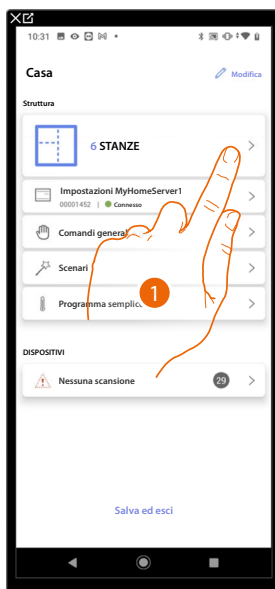 10:31
Casa
Modifica
Struttura
6 STANZE
Impostazioni MyHomeServer1
00001452 | Connesso
Comandi general
Scenari
Programma semplic
1
DISPOSITIVI
Nessuna scansione 29
Salva ed esci